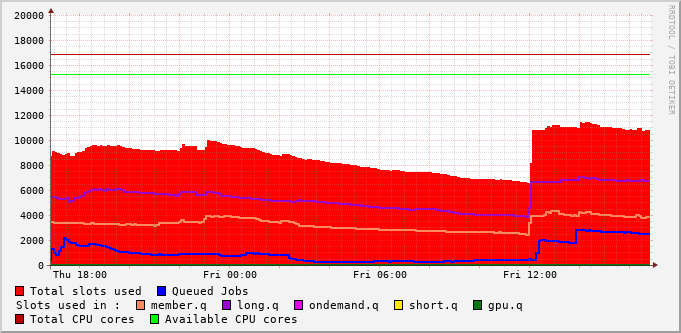 20000
18000
16000
14000
12000
10000
8000
6000
4000
2000
0
Thu 18:00 Fri 00:00 Fri 06:00 Fri 12:00
Total slots used Queued Jobs
Slots used in : member.q long.q ondemand.q short.q gpu.q
Total CPU cores Available CPU cores
RRDTOOL / TOBI OETIKER